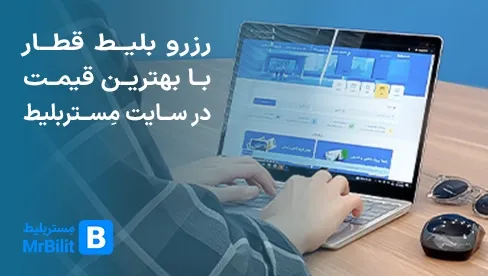 رزرو بلیط قطار
با بهترین قیمت
در سایت مِستربلیط
مستربلیط
MrBilit
B